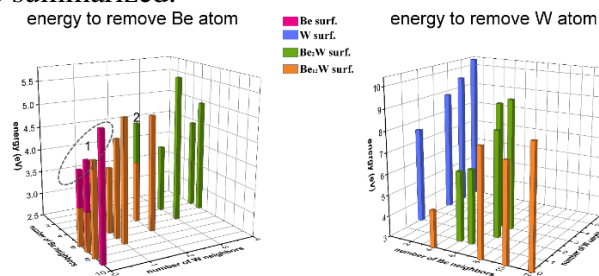 summarized.
energy to remove Be atom
energy to remove W atom
Be surf.
W surf.
Be₂W surf.
Be₁₂W surf.
energy (eV)
5.5
5.0
4.5
4.0
3.5
3.0
2.5
1
2
number of Be neighbors
number of W neighbors
energy (eV)
10
9
8
7
6
5
4
3
number of Be neighbors
number of W neighbors